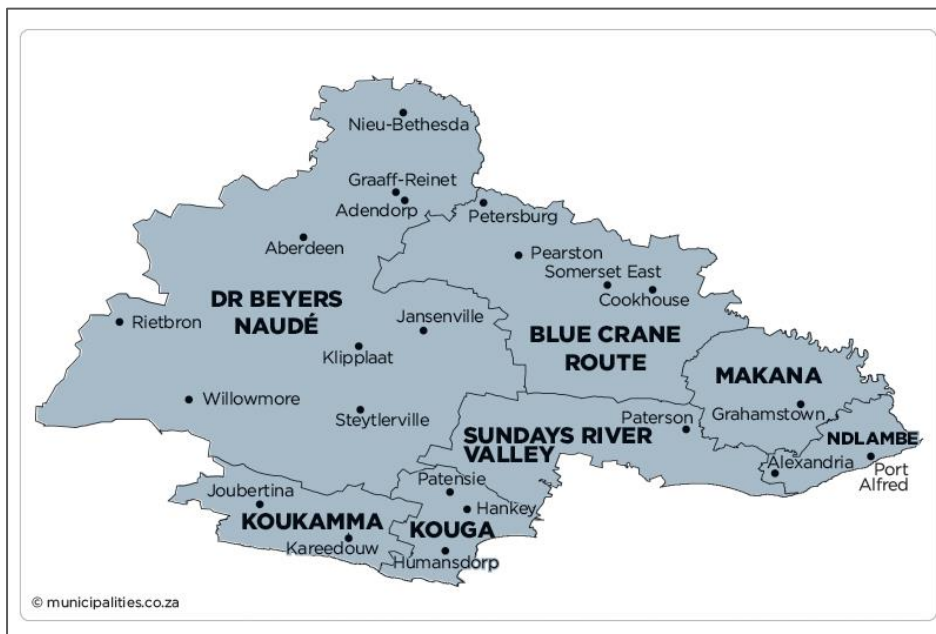 Nieu-Bethesda
Graaff-Reinet
Adendorp
Petersburg
Aberdeen
Pearston
Somerset East
Cookhouse
DR BEYERS
NAUDÉ
Rietbron
Jansenville
Klipplaat
BLUE CRANE
ROUTE
MAKANA
Willowmore
Steytlerville
Paterson
Grahamstown
SUNDAYS RIVER
VALLEY
NDLAMBE
Alexandria
Port
Alfred
Patensie
Joubertina
Hankey
KOUKAMMA
KOUGA
Kareedouw
Humansdorp
© municipalities.co.za